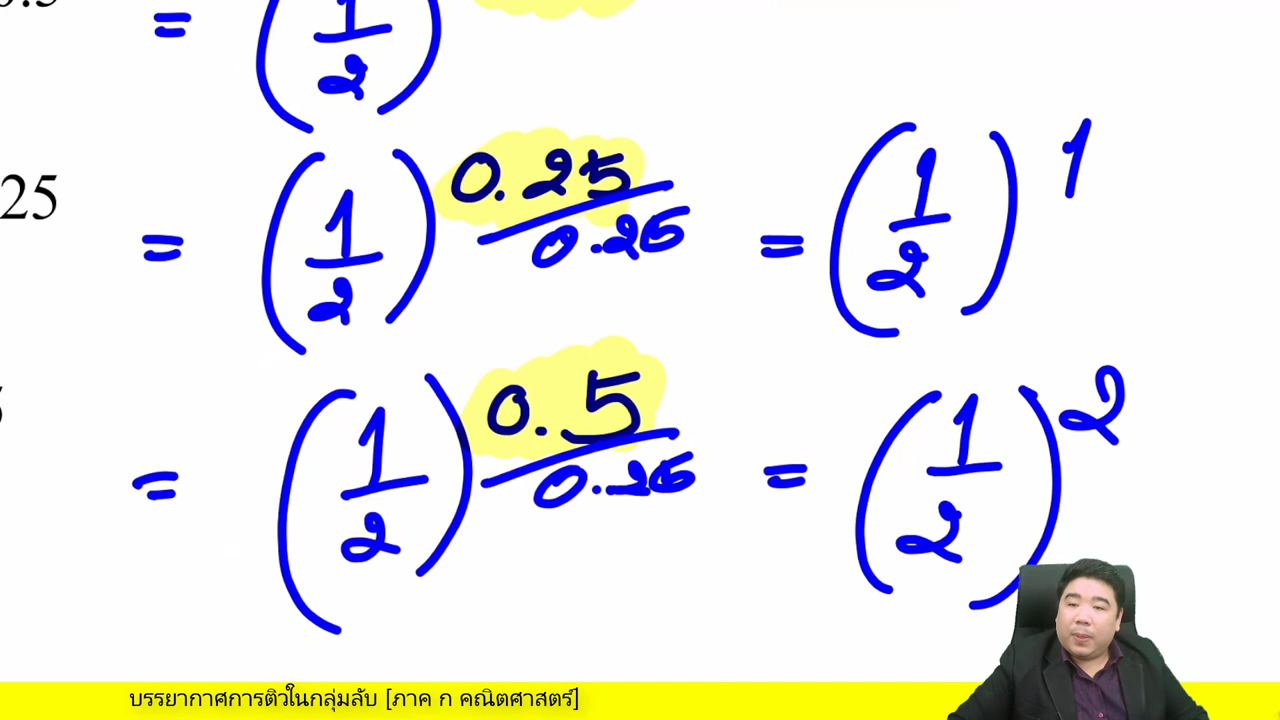 = (1/2)
25 = (1/2)^(0.25/0.25) = (1/2)^1
= (1/2)^(0.5/0.25) = (1/2)^2
บรรยากาศการติวในกลุ่มลับ [ภาค ก คณิตศาสตร์]